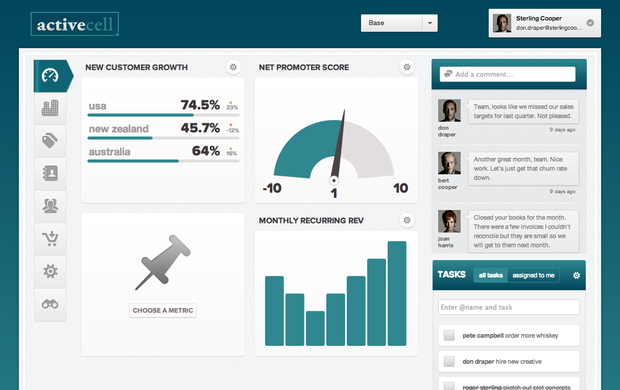 activecell
Base
Sterling Cooper
don.draper@sterlingcoo...
NEW CUSTOMER GROWTH
usa 74.5% 23%
new zealand 45.7% -12%
australia 64% 16%
NET PROMOTER SCORE
-10 1 10
CHOOSE A METRIC
MONTHLY RECURRING REV
Add a comment...
don draper
Team, looks like we missed our sales
targets for last quarter. Not pleased.
9 days ago
bert cooper
Another great month, team. Nice
work. Let's just get that churn rate
down.
9 days ago
joan harris
Closed your books for the month.
There were a few invoices I couldn't
reconcile but they are small so we
will get to them next month.
TASKS all tasks assigned to me
Enter @name and task
pete campbell order more whiskey
don draper hire new creative
roger sterling sketch out plot concepts